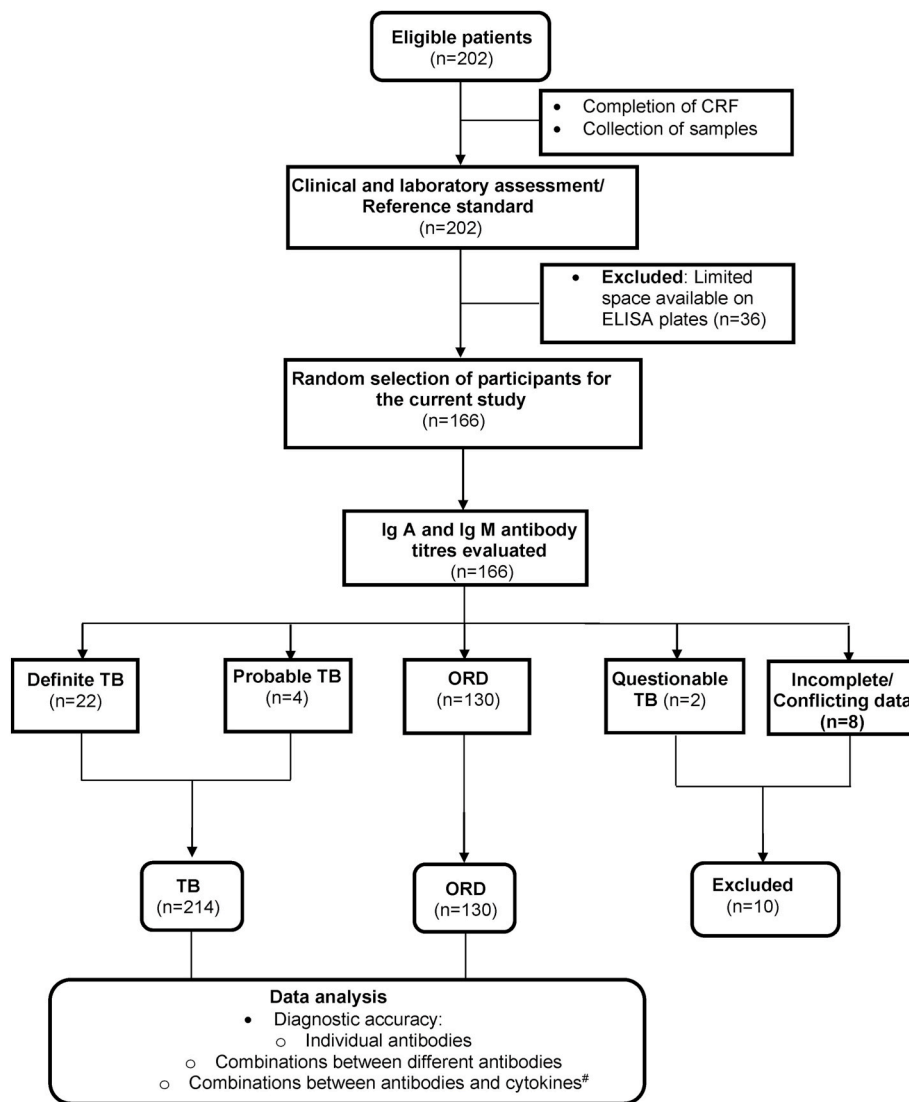 Eligible patients
(n=202)
• Completion of CRF
• Collection of samples
Clinical and laboratory assessment/
Reference standard
(n=202)
• Excluded: Limited
space available on
ELISA plates (n=36)
Random selection of participants for
the current study
(n=166)
Ig A and Ig M antibody
titres evaluated
(n=166)
Definite TB
(n=22)
Probable TB
(n=4)
ORD
(n=130)
Questionable
TB (n=2)
Incomplete/
Conflicting data
(n=8)
TB
(n=214)
ORD
(n=130)
Excluded
(n=10)
Data analysis
• Diagnostic accuracy:
o Individual antibodies
o Combinations between different antibodies
o Combinations between antibodies and cytokines#